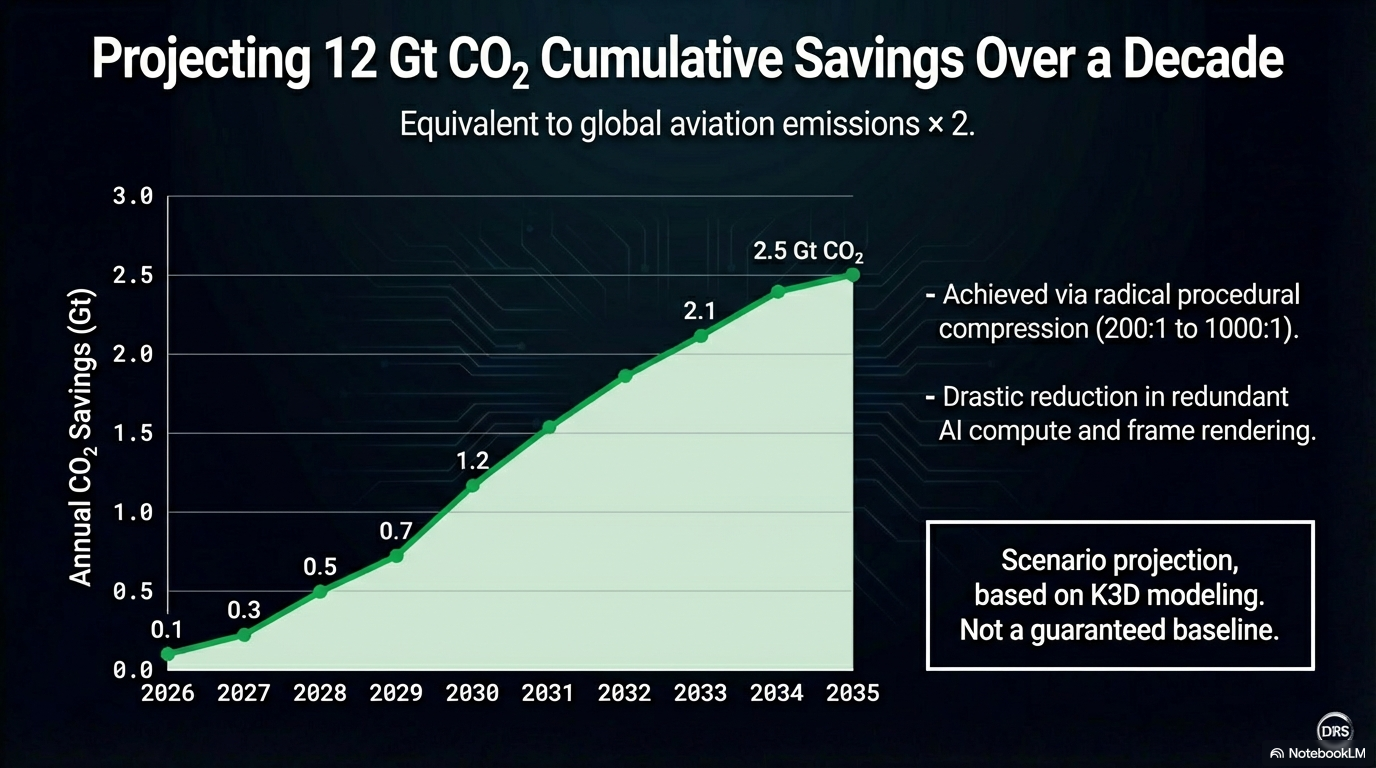 Projecting 12 Gt CO₂ Cumulative Savings Over a Decade
Equivalent to global aviation emissions × 2.
Annual CO₂ Savings (Gt)
3.0
2.5
2.0
1.5
1.0
0.5
0.0
0.1
0.3
0.5
0.7
1.2
2.1
2.5 Gt CO₂
2026 2027 2028 2029 2030 2031 2032 2033 2034 2035
- Achieved via radical procedural
compression (200:1 to 1000:1).
- Drastic reduction in redundant
AI compute and frame rendering.
Scenario projection,
based on K3D modeling.
Not a guaranteed baseline.
DRS
NotebookLM